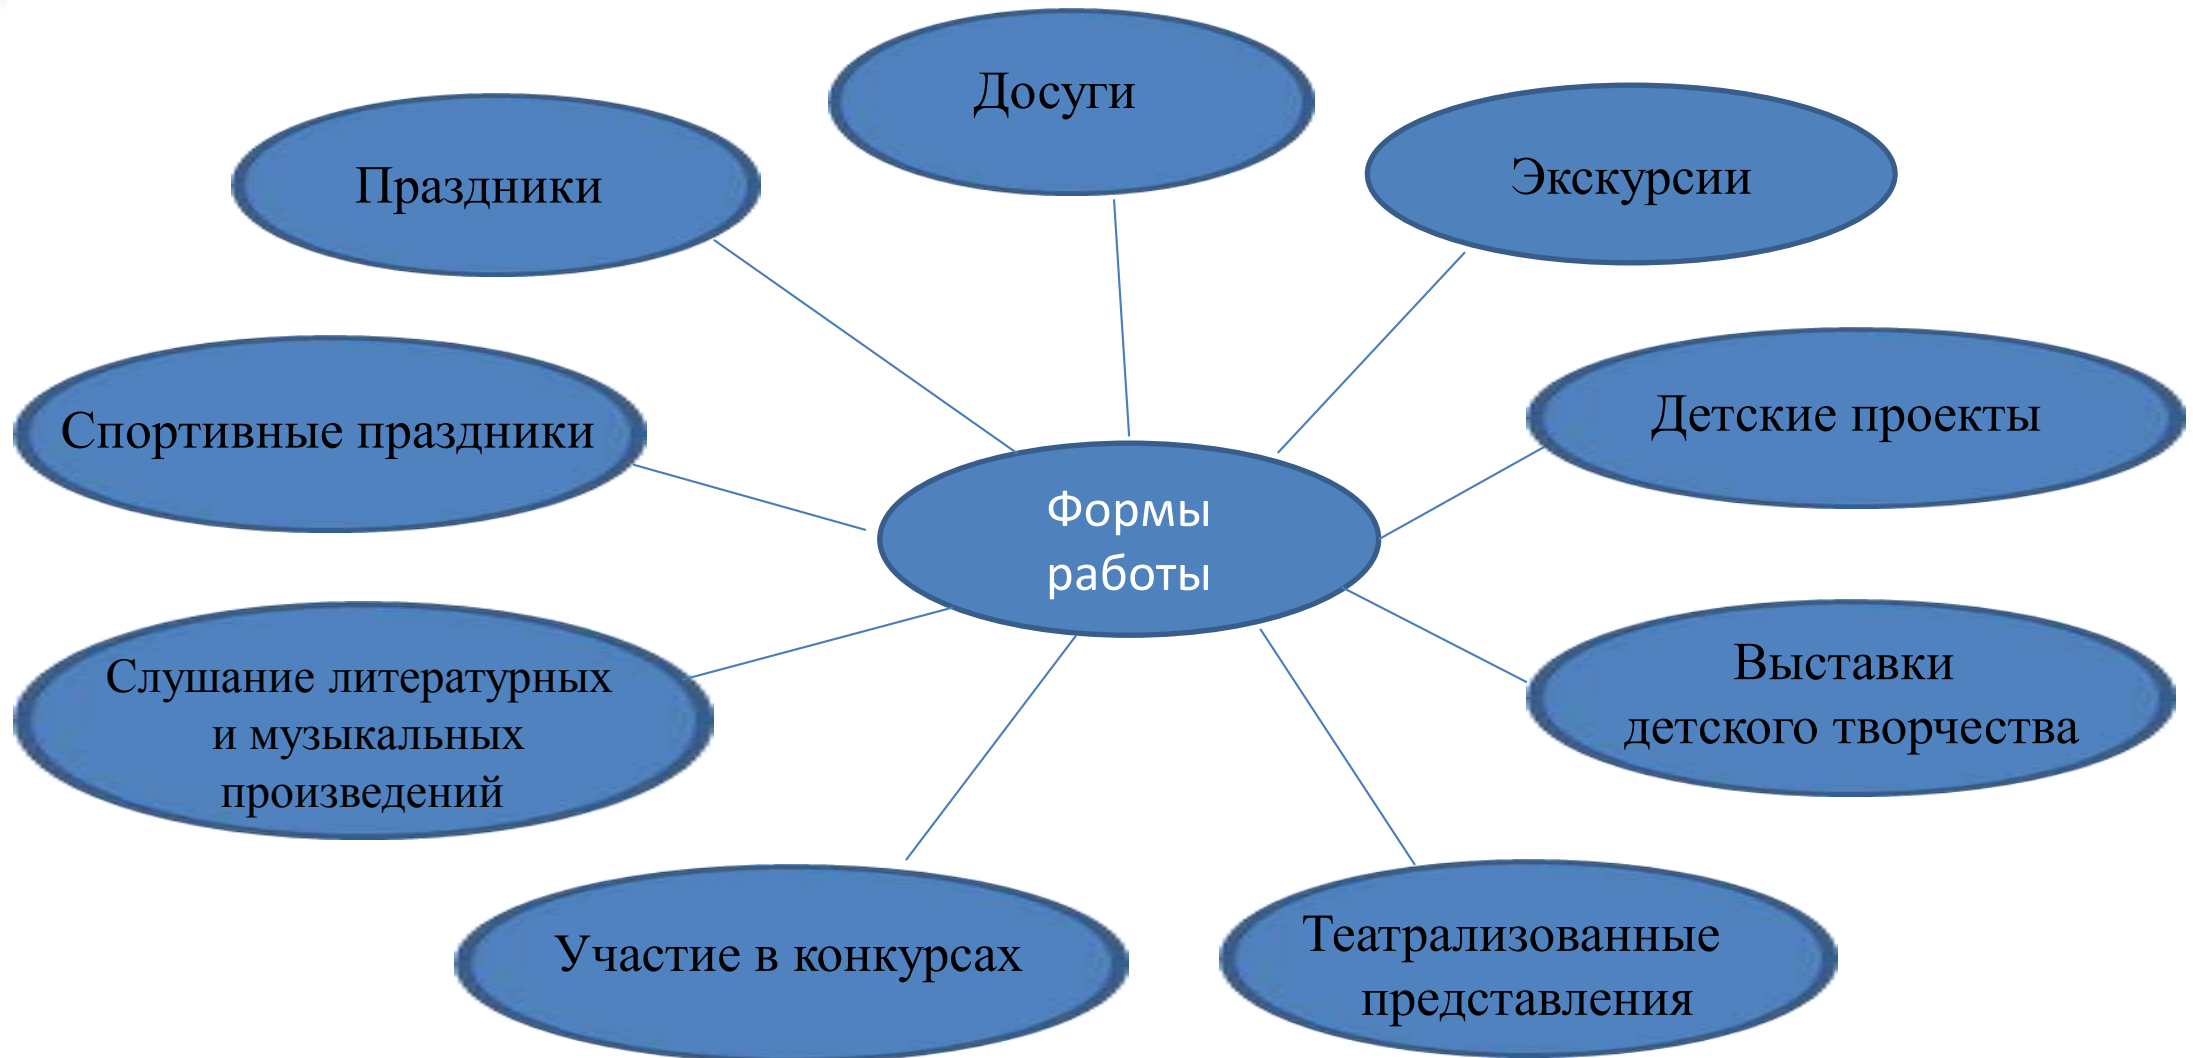 Досуги
Праздники
Экскурсии
Спортивные праздники
Детские проекты
Формы
работы
Слушание литературных
и музыкальных
произведений
Выставки
детского творчества
Участие в конкурсах
Театрализованные
представления